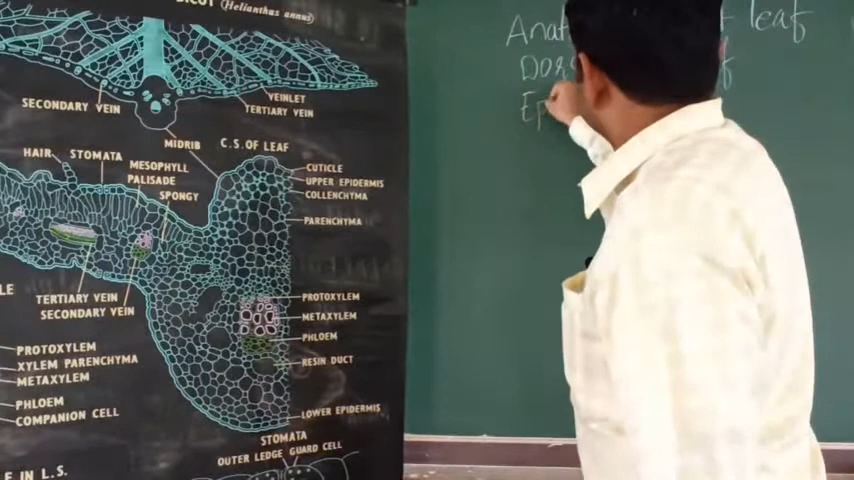 DICOT (Helianthus annus)
SECONDARY VEIN
VEINLET
TERTIARY VEIN
MIDRIB
C.S. OF LEAF
HAIR
STOMATA
MESOPHYLL
PALISADE
SPONGY
CUTICLE
UPPER EPIDERMIS
COLLENCHYMA
PARENCHYMA
TERTIARY VEIN
SECONDARY VEIN
PROTOXYLEM
METAXYLEM
PHLOEM
RESIN DUCT
PROTOXYLEM
XYLEM PARENCHYMA
METAXYLEM
PHLOEM
COMPANION CELL
LOWER EPIDERMIS
STOMATA
OUTER LEDGE
GUARD CELL
IN L.S.
leaf